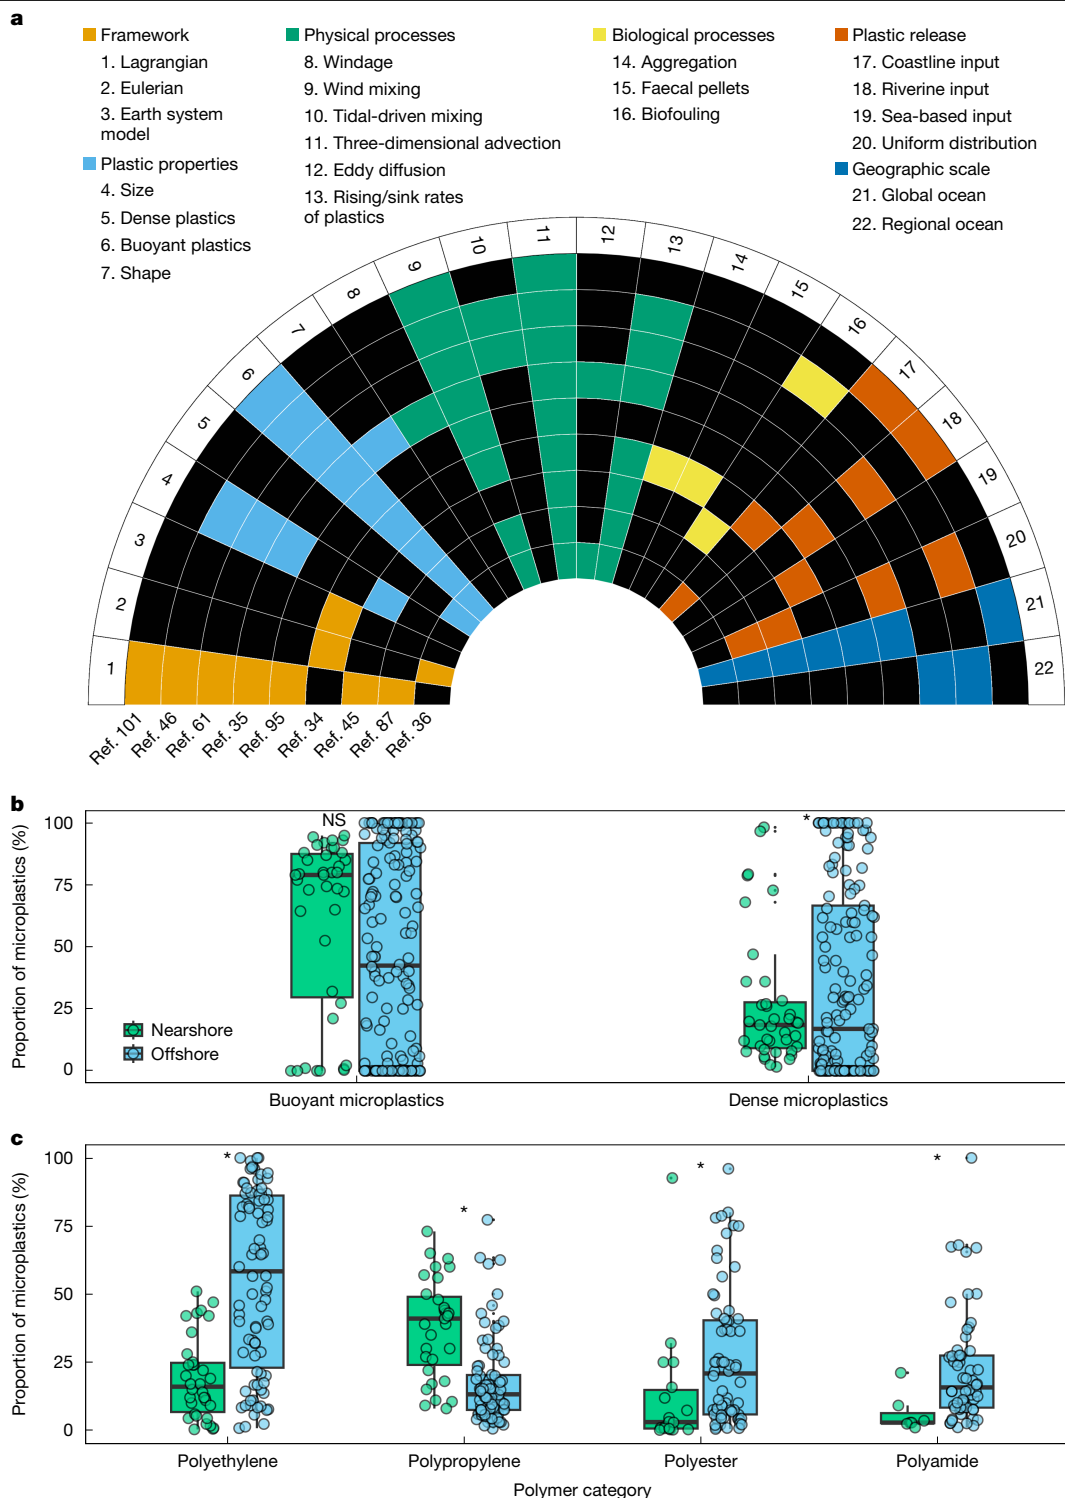 a
Framework
1. Lagrangian
2. Eulerian
3. Earth system
model
Plastic properties
4. Size
5. Dense plastics
6. Buoyant plastics
7. Shape
Physical processes
8. Windage
9. Wind mixing
10. Tidal-driven mixing
11. Three-dimensional advection
12. Eddy diffusion
13. Rising/sink rates
of plastics
Biological processes
14. Aggregation
15. Faecal pellets
16. Biofouling
Plastic release
17. Coastline input
18. Riverine input
19. Sea-based input
20. Uniform distribution
Geographic scale
21. Global ocean
22. Regional ocean
1
2
3
4
5
6
7
8
9
10
11
12
13
14
15
16
17
18
19
20
21
22
Ref. 101
Ref. 46
Ref. 61
Ref. 35
Ref. 95
Ref. 34
Ref. 45
Ref. 87
Ref. 36
b
Proportion of microplastics (%)
100
75
50
25
0
NS
*
Nearshore
Offshore
Buoyant microplastics
Dense microplastics
c
Proportion of microplastics (%)
100
75
50
25
0
*
*
*
*
Polyethylene
Polypropylene
Polyester
Polyamide
Polymer category